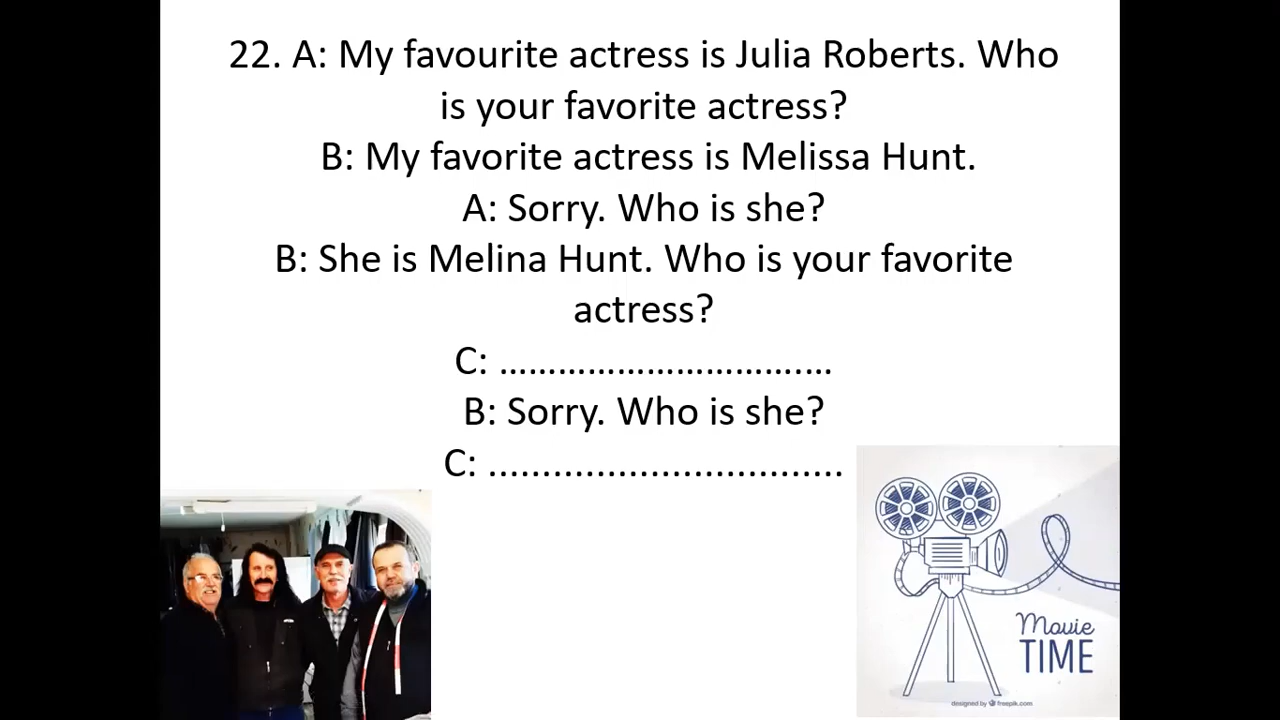 22. A: My favourite actress is Julia Roberts. Who
is your favorite actress?
B: My favorite actress is Melissa Hunt.
A: Sorry. Who is she?
B: She is Melina Hunt. Who is your favorite
actress?
C: ……………………………….…
B: Sorry. Who is she?
C: .................................
Movie
TIME
designed by freepik.com